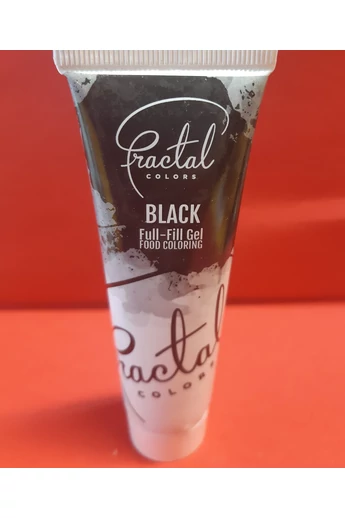 Fractal
COLORS
BLACK
Full-Fill Gel
FOOD COLORING
Fractal
COLORS